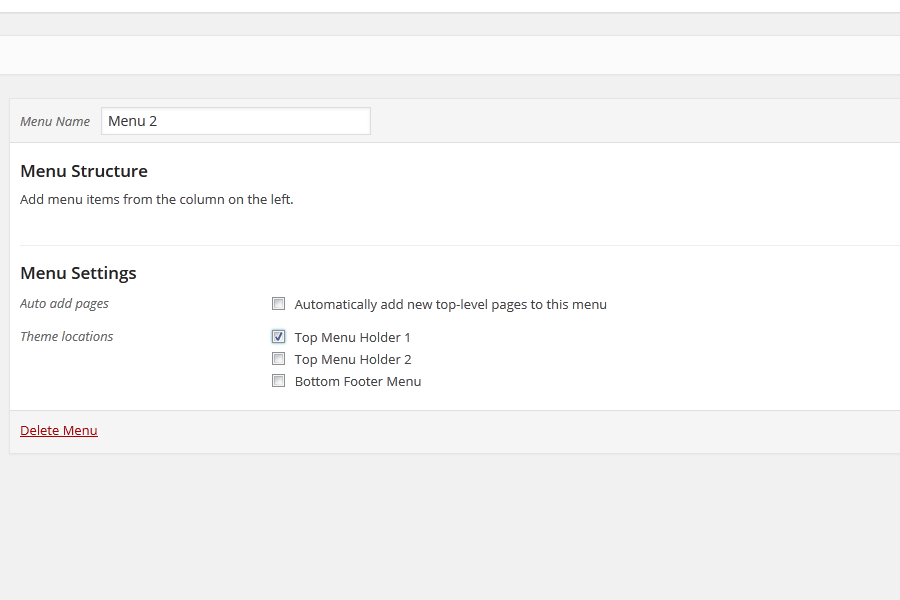 Menu Name Menu 2
Menu Structure
Add menu items from the column on the left.
Menu Settings
Auto add pages Automatically add new top-level pages to this menu
Theme locations Top Menu Holder 1
Top Menu Holder 2
Bottom Footer Menu
Delete Menu